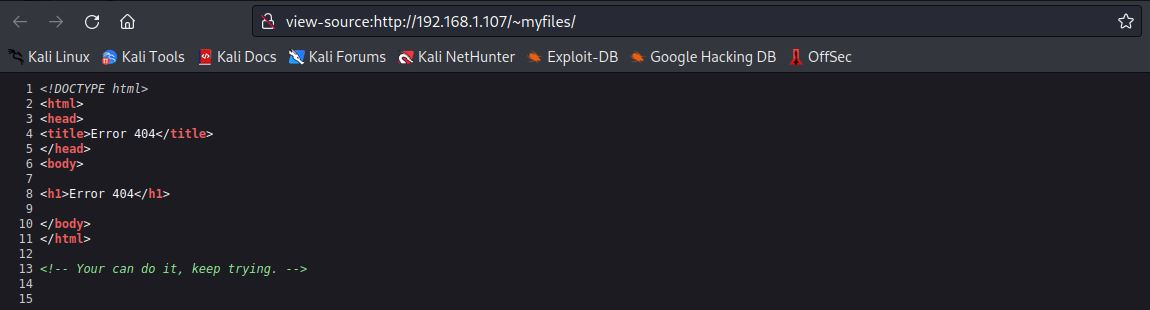 view-source:http://192.168.1.107/~myfiles/
Kali Linux Kali Tools Kali Docs Kali Forums Kali NetHunter Exploit-DB Google Hacking DB OffSec
1 <!DOCTYPE html>
2 <html>
3 <head>
4 <title>Error 404</title>
5 </head>
6 <body>
7
8 <h1>Error 404</h1>
9
10 </body>
11 </html>
12
13 <!-- Your can do it, keep trying. -->
14
15